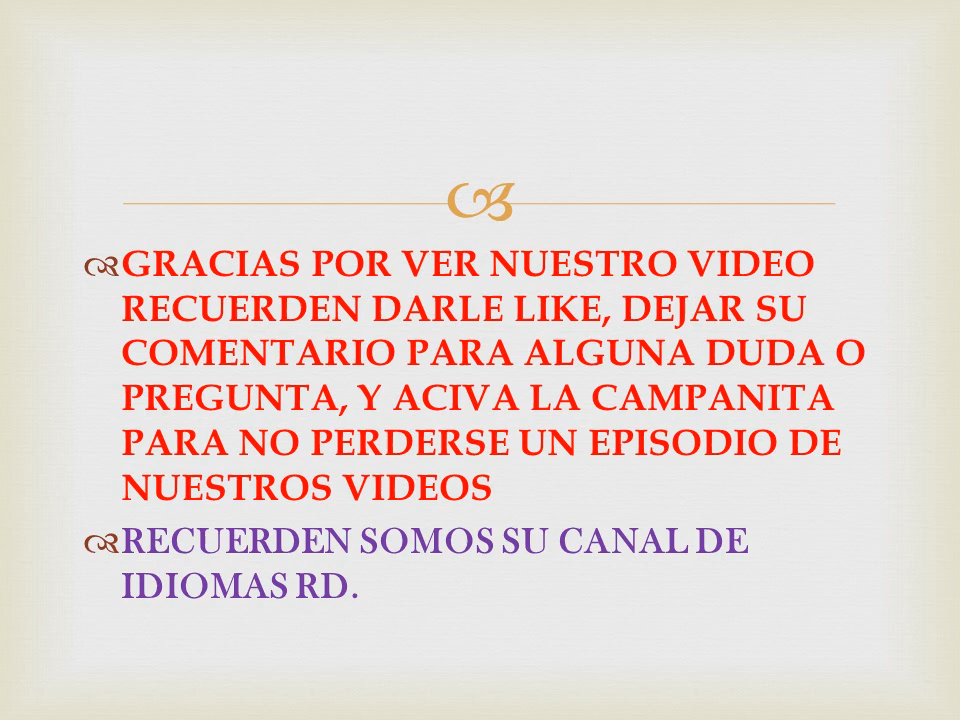 GRACIAS POR VER NUESTRO VIDEO
RECUERDEN DARLE LIKE, DEJAR SU
COMENTARIO PARA ALGUNA DUDA O
PREGUNTA, Y ACIVA LA CAMPANITA
PARA NO PERDERSE UN EPISODIO DE
NUESTROS VIDEOS
RECUERDEN SOMOS SU CANAL DE
IDIOMAS RD.